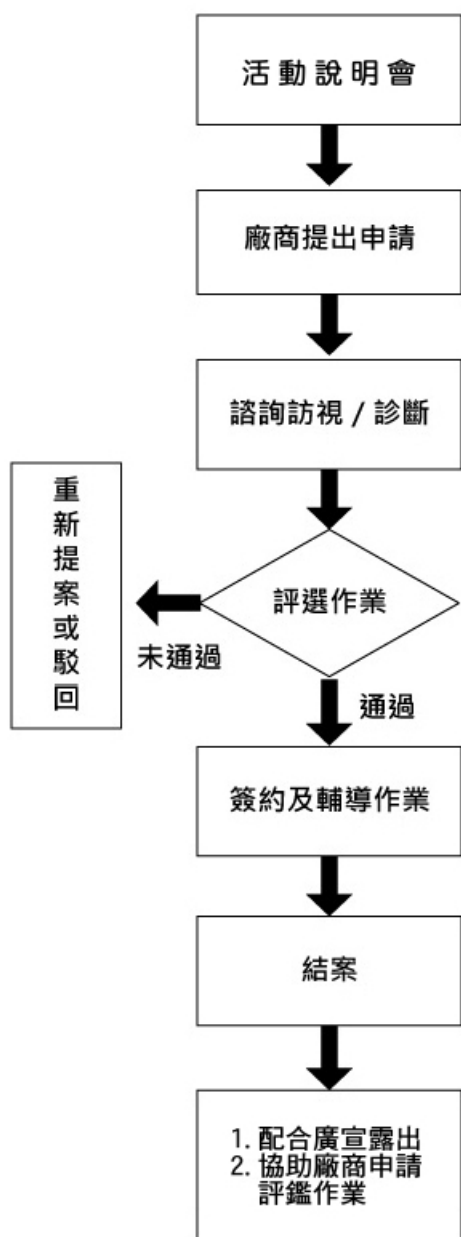 活動說明會
廠商提出申請
諮詢訪視 / 診斷
評選作業
未通過
重新提案或駁回
通過
簽約及輔導作業
結案
1. 配合廣宣露出
2. 協助廠商申請
評鑑作業